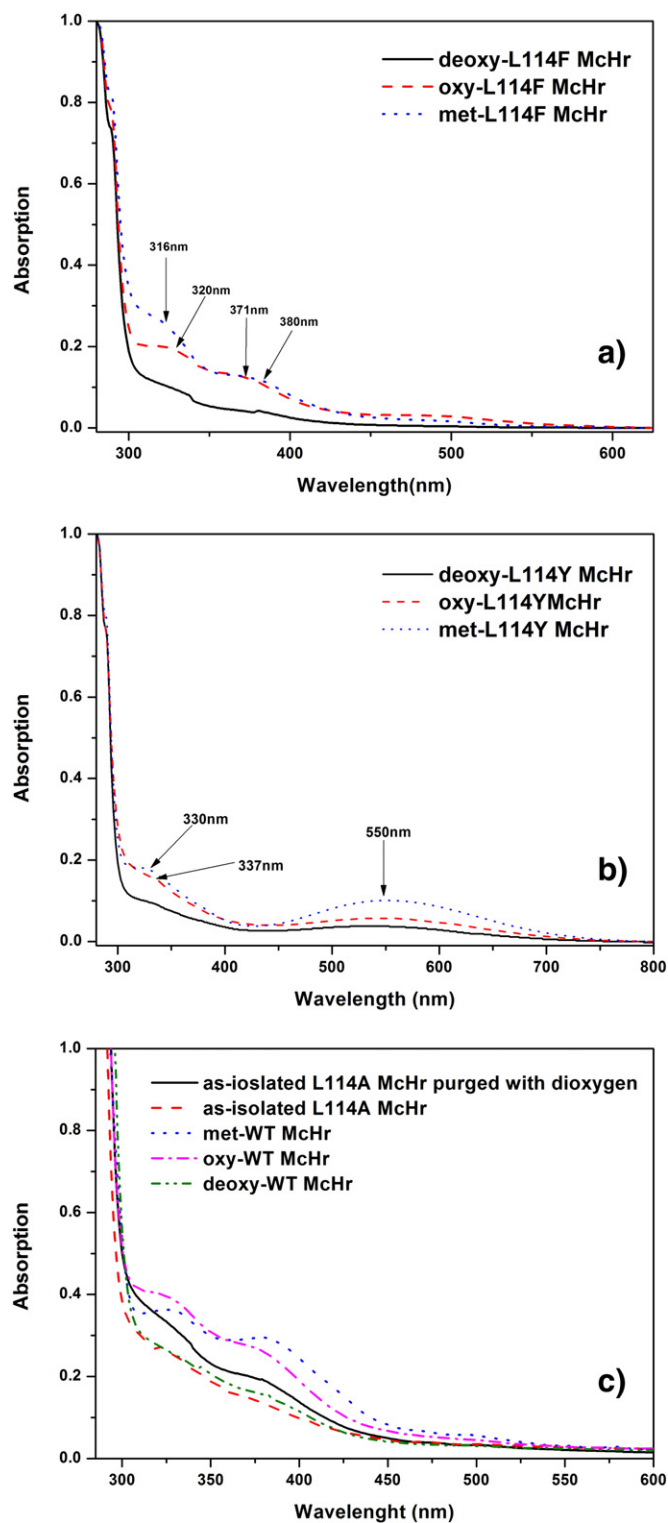 1.0
0.8
0.6
0.4
0.2
0.0
Absorption
deoxy-L114F McHr
oxy-L114F McHr
met-L114F McHr
316nm
320nm
371nm
380nm
a)
300
400
500
600
Wavelength(nm)
1.0
0.8
0.6
0.4
0.2
0.0
Absorption
deoxy-L114Y McHr
oxy-L114YMcHr
met-L114Y McHr
330nm
337nm
550nm
b)
300
400
500
600
700
800
Wavelength (nm)
1.0
0.8
0.6
0.4
0.2
0.0
Absorption
as-ioslated L114A McHr purged with dioxygen
as-isolated L114A McHr
met-WT McHr
oxy-WT McHr
deoxy-WT McHr
c)
300
350
400
450
500
550
600
Wavelenght (nm)